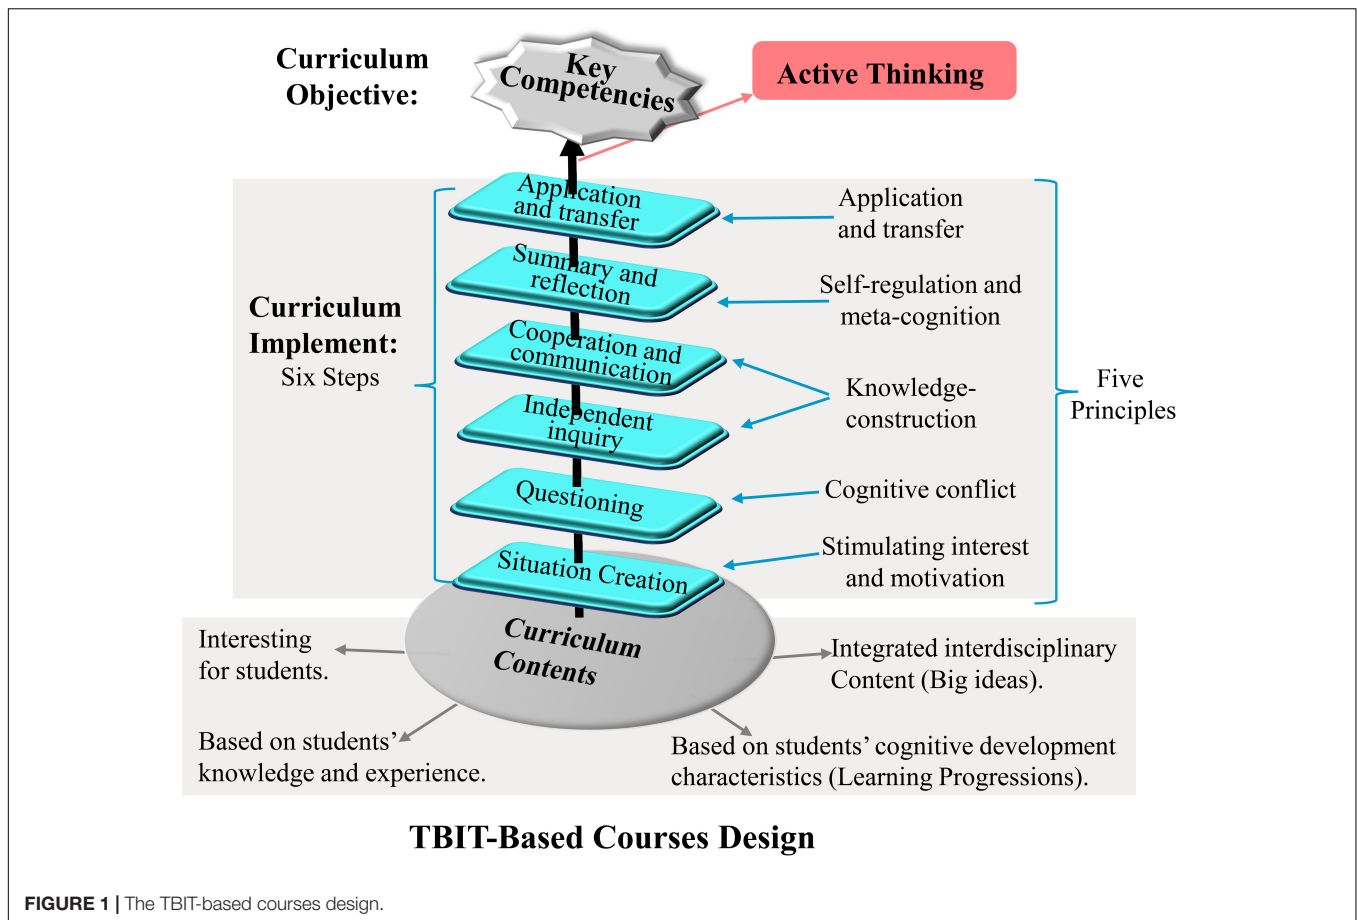 Curriculum
Objective:
Key
Competencies
Active Thinking
Application
and transfer
Summary and
reflection
Cooperation and
communication
Independent
inquiry
Questioning
Situation Creation
Curriculum
Implement:
Six Steps
Application
and transfer
Self-regulation and
meta-cognition
Knowledge-
construction
Cognitive conflict
Stimulating interest
and motivation
Five
Principles
Curriculum
Contents
Interesting
for students.
Based on students’
knowledge and experience.
Integrated interdisciplinary
Content (Big ideas).
Based on students’ cognitive development
characteristics (Learning Progressions).
TBIT-Based Courses Design
FIGURE 1 | The TBIT-based courses design.